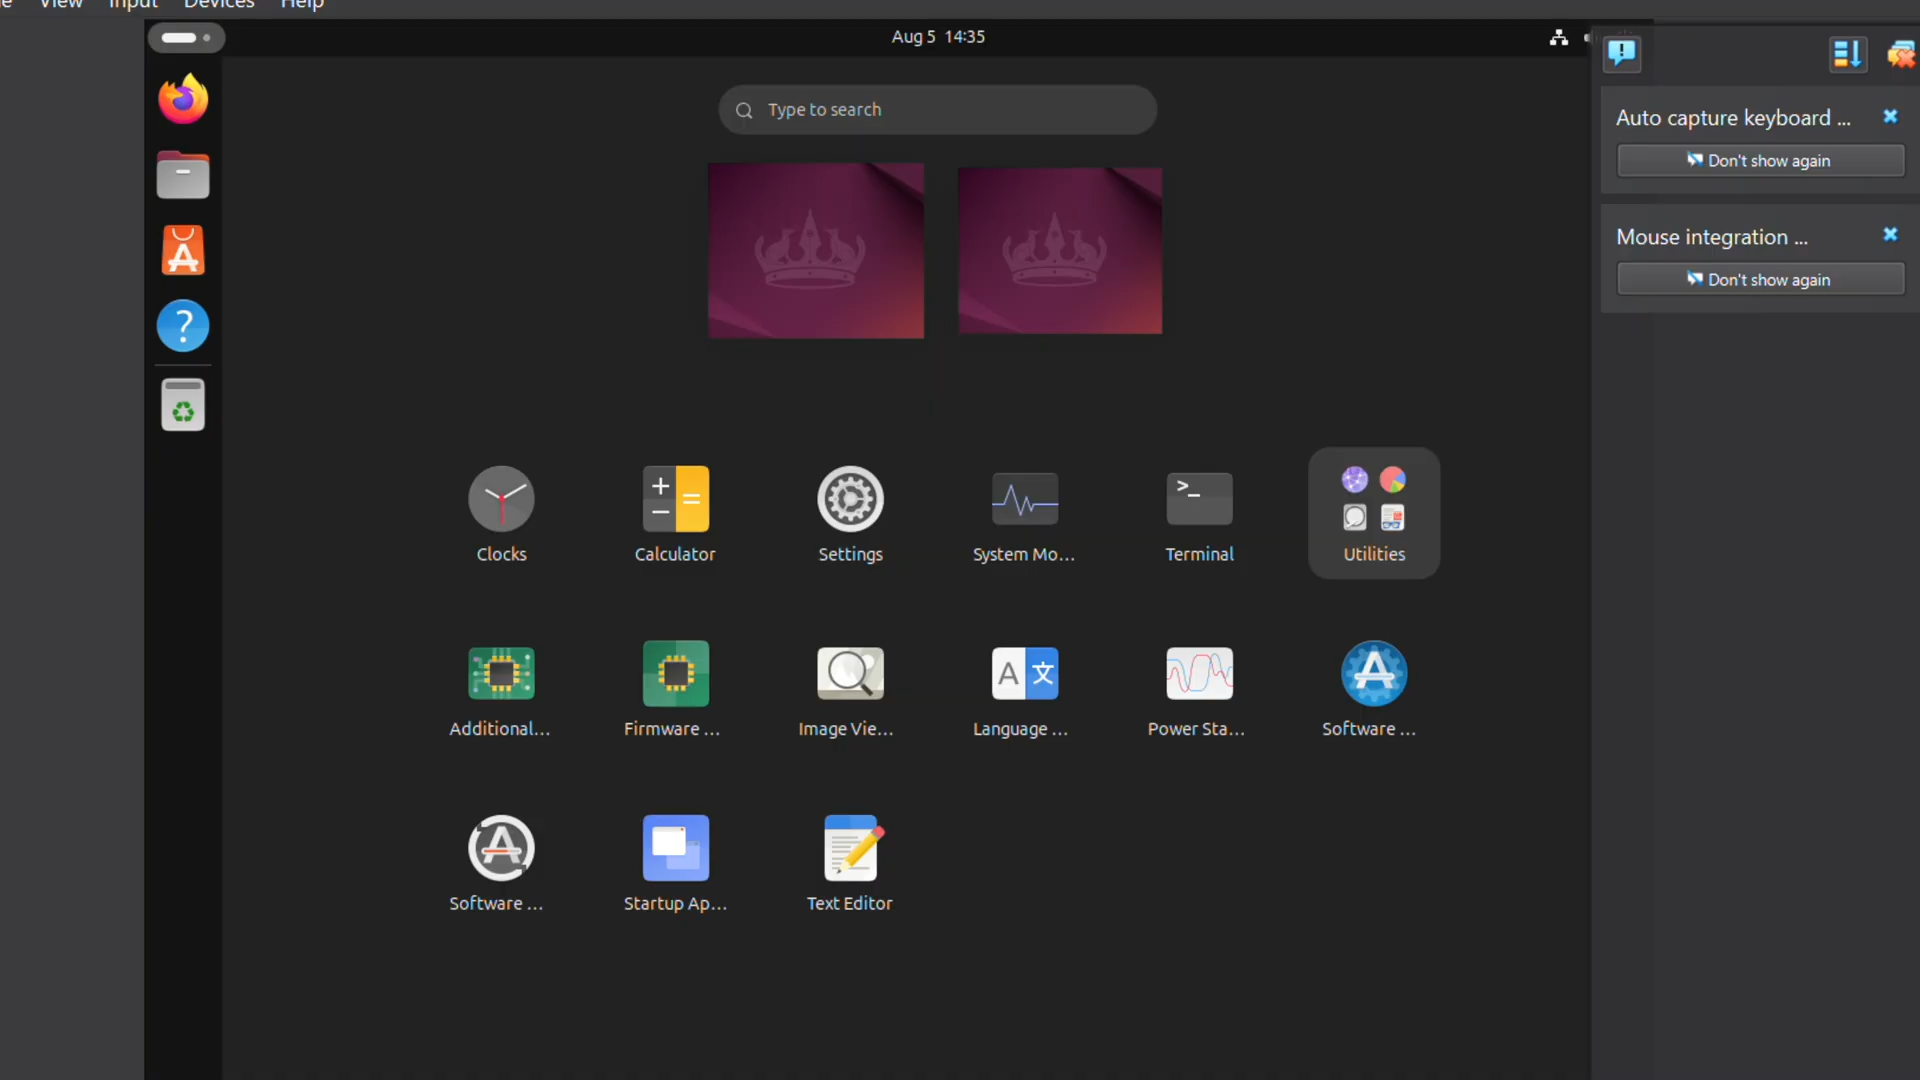 View Input Devices Help
Aug 5 14:35
Type to search
Auto capture keyboard ...
Don't show again
Mouse integration ...
Don't show again
Clocks Calculator Settings System Mo... Terminal Utilities
Additional... Firmware ... Image Vie... Language ... Power Sta... Software ...
Software ... Startup Ap... Text Editor